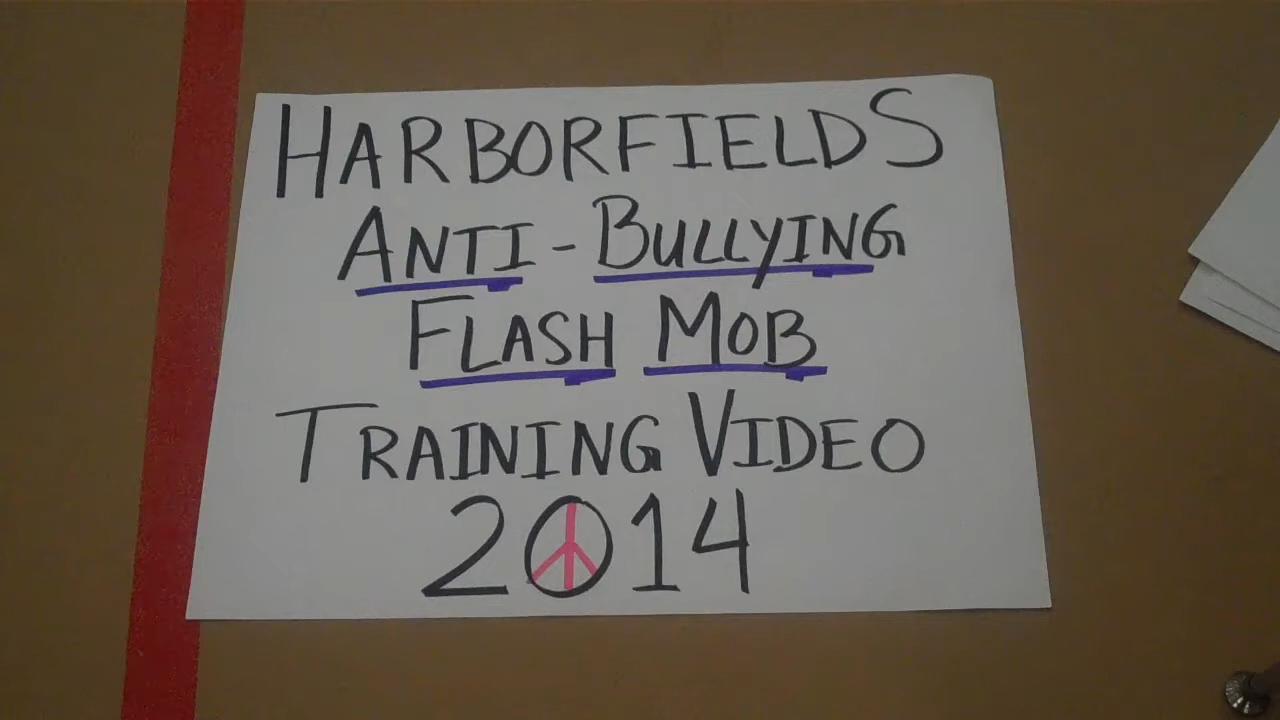 HARBORFIELDS
ANTI-BULLYING
FLASH MOB
TRAINING VIDEO
2014